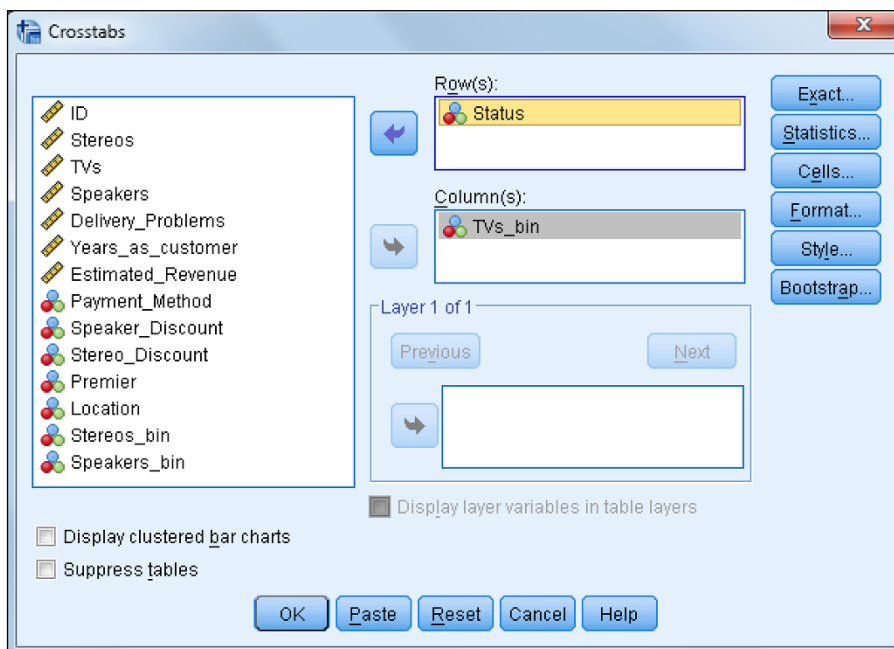 Crosstabs
ID
Stereos
TVs
Speakers
Delivery_Problems
Years_as_customer
Estimated_Revenue
Payment_Method
Speaker_Discount
Stereo_Discount
Premier
Location
Stereos_bin
Speakers_bin
Row(s):
Status
Column(s):
TVs_bin
Layer 1 of 1
Previous
Next
Display layer variables in table layers
Exact...
Statistics...
Cells...
Format...
Style...
Bootstrap...
Display clustered bar charts
Suppress tables
OK
Paste
Reset
Cancel
Help